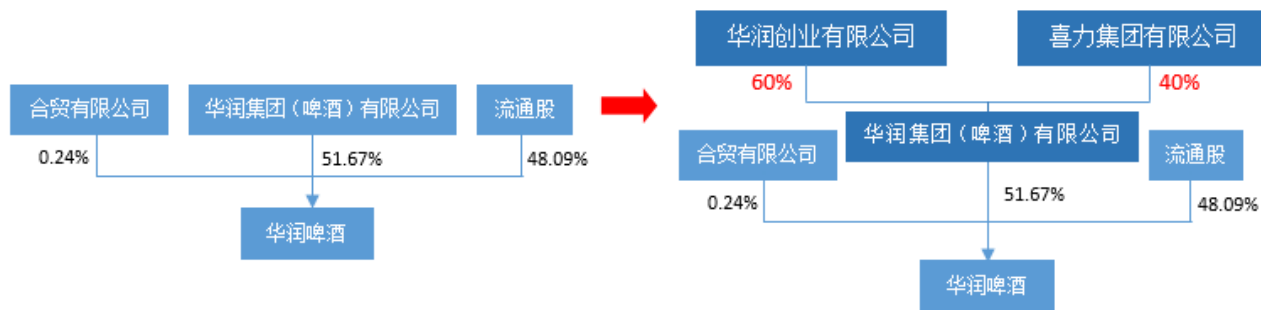 合贸有限公司
华润集团（啤酒）有限公司
流通股
0.24%
51.67%
48.09%
华润啤酒
华润创业有限公司
喜力集团有限公司
60%
40%
合贸有限公司
华润集团（啤酒）有限公司
流通股
0.24%
51.67%
48.09%
华润啤酒